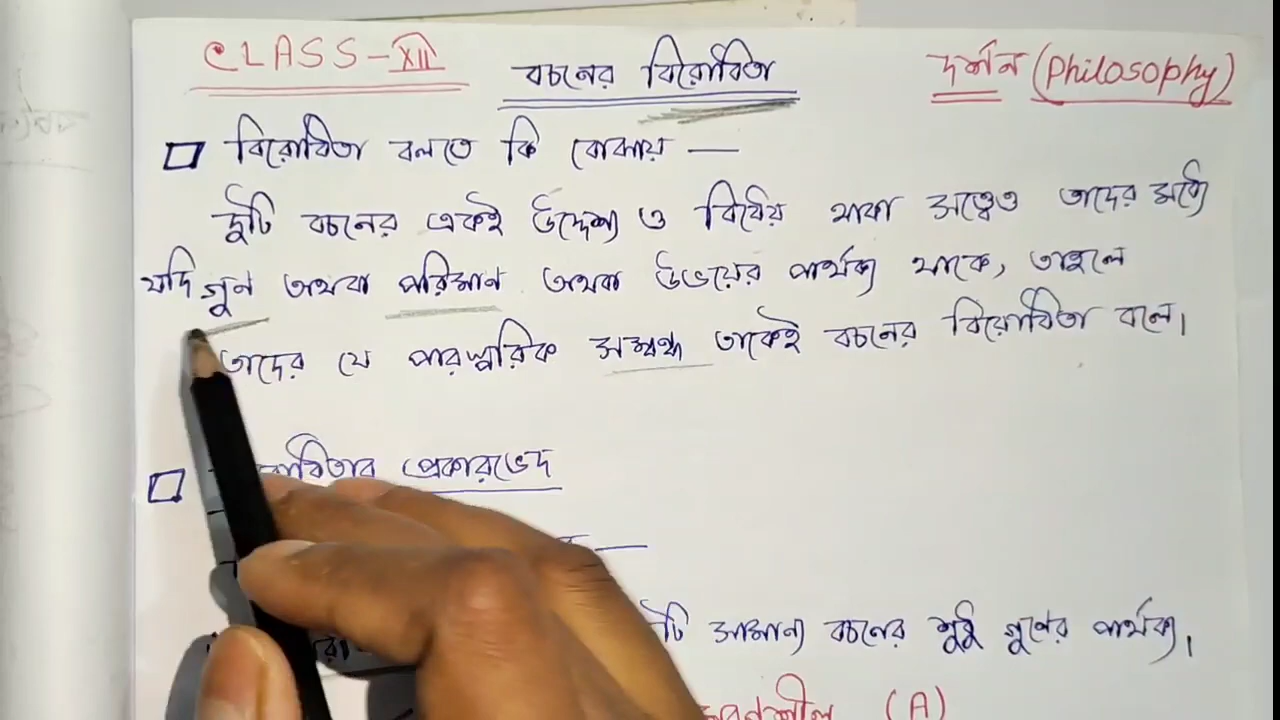 CLASS-XII বচনের বিরোধিতা দর্শন (Philosophy)
বিরোধিতা বলতে কি বোঝায় —
দুটি বচনের একই উদ্দেশ্য ও বিধেয় থাকা সত্ত্বেও তাদের মধ্যে
যদি গুন অথবা পরিমান অথবা উভয়ের পার্থক্য থাকে, তাহলে
তাদের যে পারস্পরিক সম্বন্ধ তাকেই বচনের বিরোধিতা বলে।
প্রকারভেদ
টি সামান্য বচনের শুধু গুণের পার্থক্য।
(A)